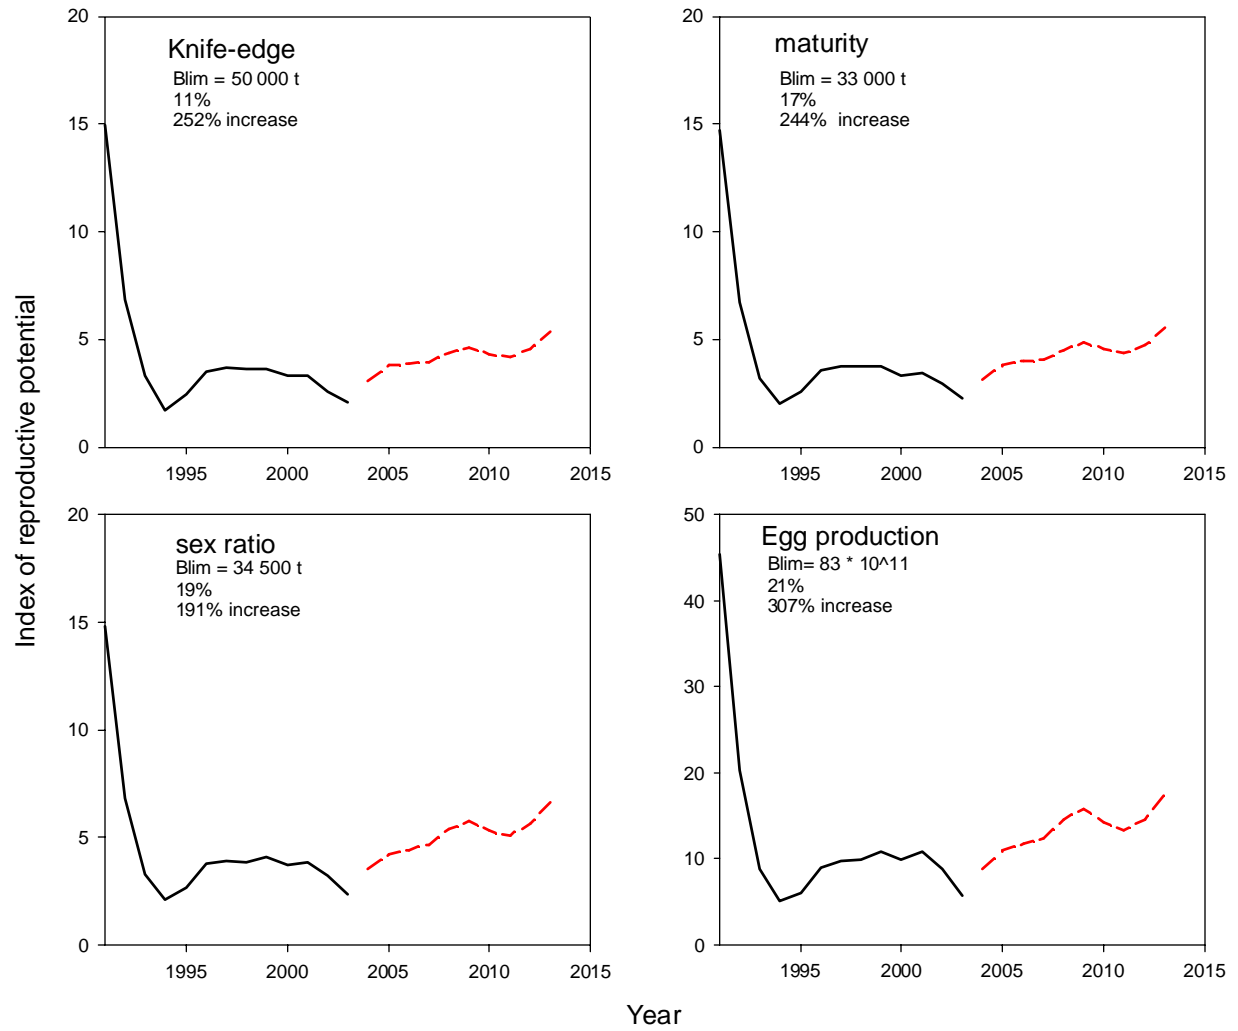 Index of reproductive potential
Knife-edge
Blim = 50 000 t
11%
252% increase
20
15
10
5
0
1995 2000 2005 2010 2015
maturity
Blim = 33 000 t
17%
244% increase
20
15
10
5
0
1995 2000 2005 2010 2015
sex ratio
Blim = 34 500 t
19%
191% increase
20
15
10
5
0
1995 2000 2005 2010 2015
Egg production
Blim= 83 * 10^11
21%
307% increase
50
40
30
20
10
0
1995 2000 2005 2010 2015
Year